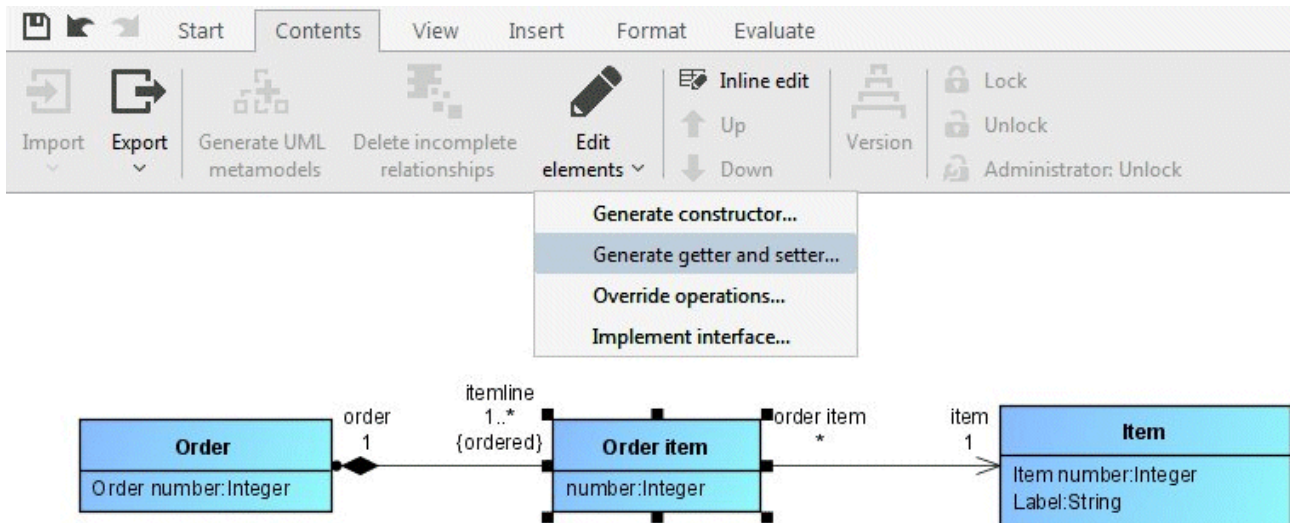 Start Contents View Insert Format Evaluate
Import
Export
Generate UML
metamodels
Delete incomplete
relationships
Edit
elements
Inline edit
Up
Down
Version
Lock
Unlock
Administrator: Unlock
Generate constructor...
Generate getter and setter...
Override operations...
Implement interface...
Order
Order number:Integer
order
1
itemline
1..*
{ordered}
Order item
number:Integer
order item
*
item
1
Item
Item number:Integer
Label:String